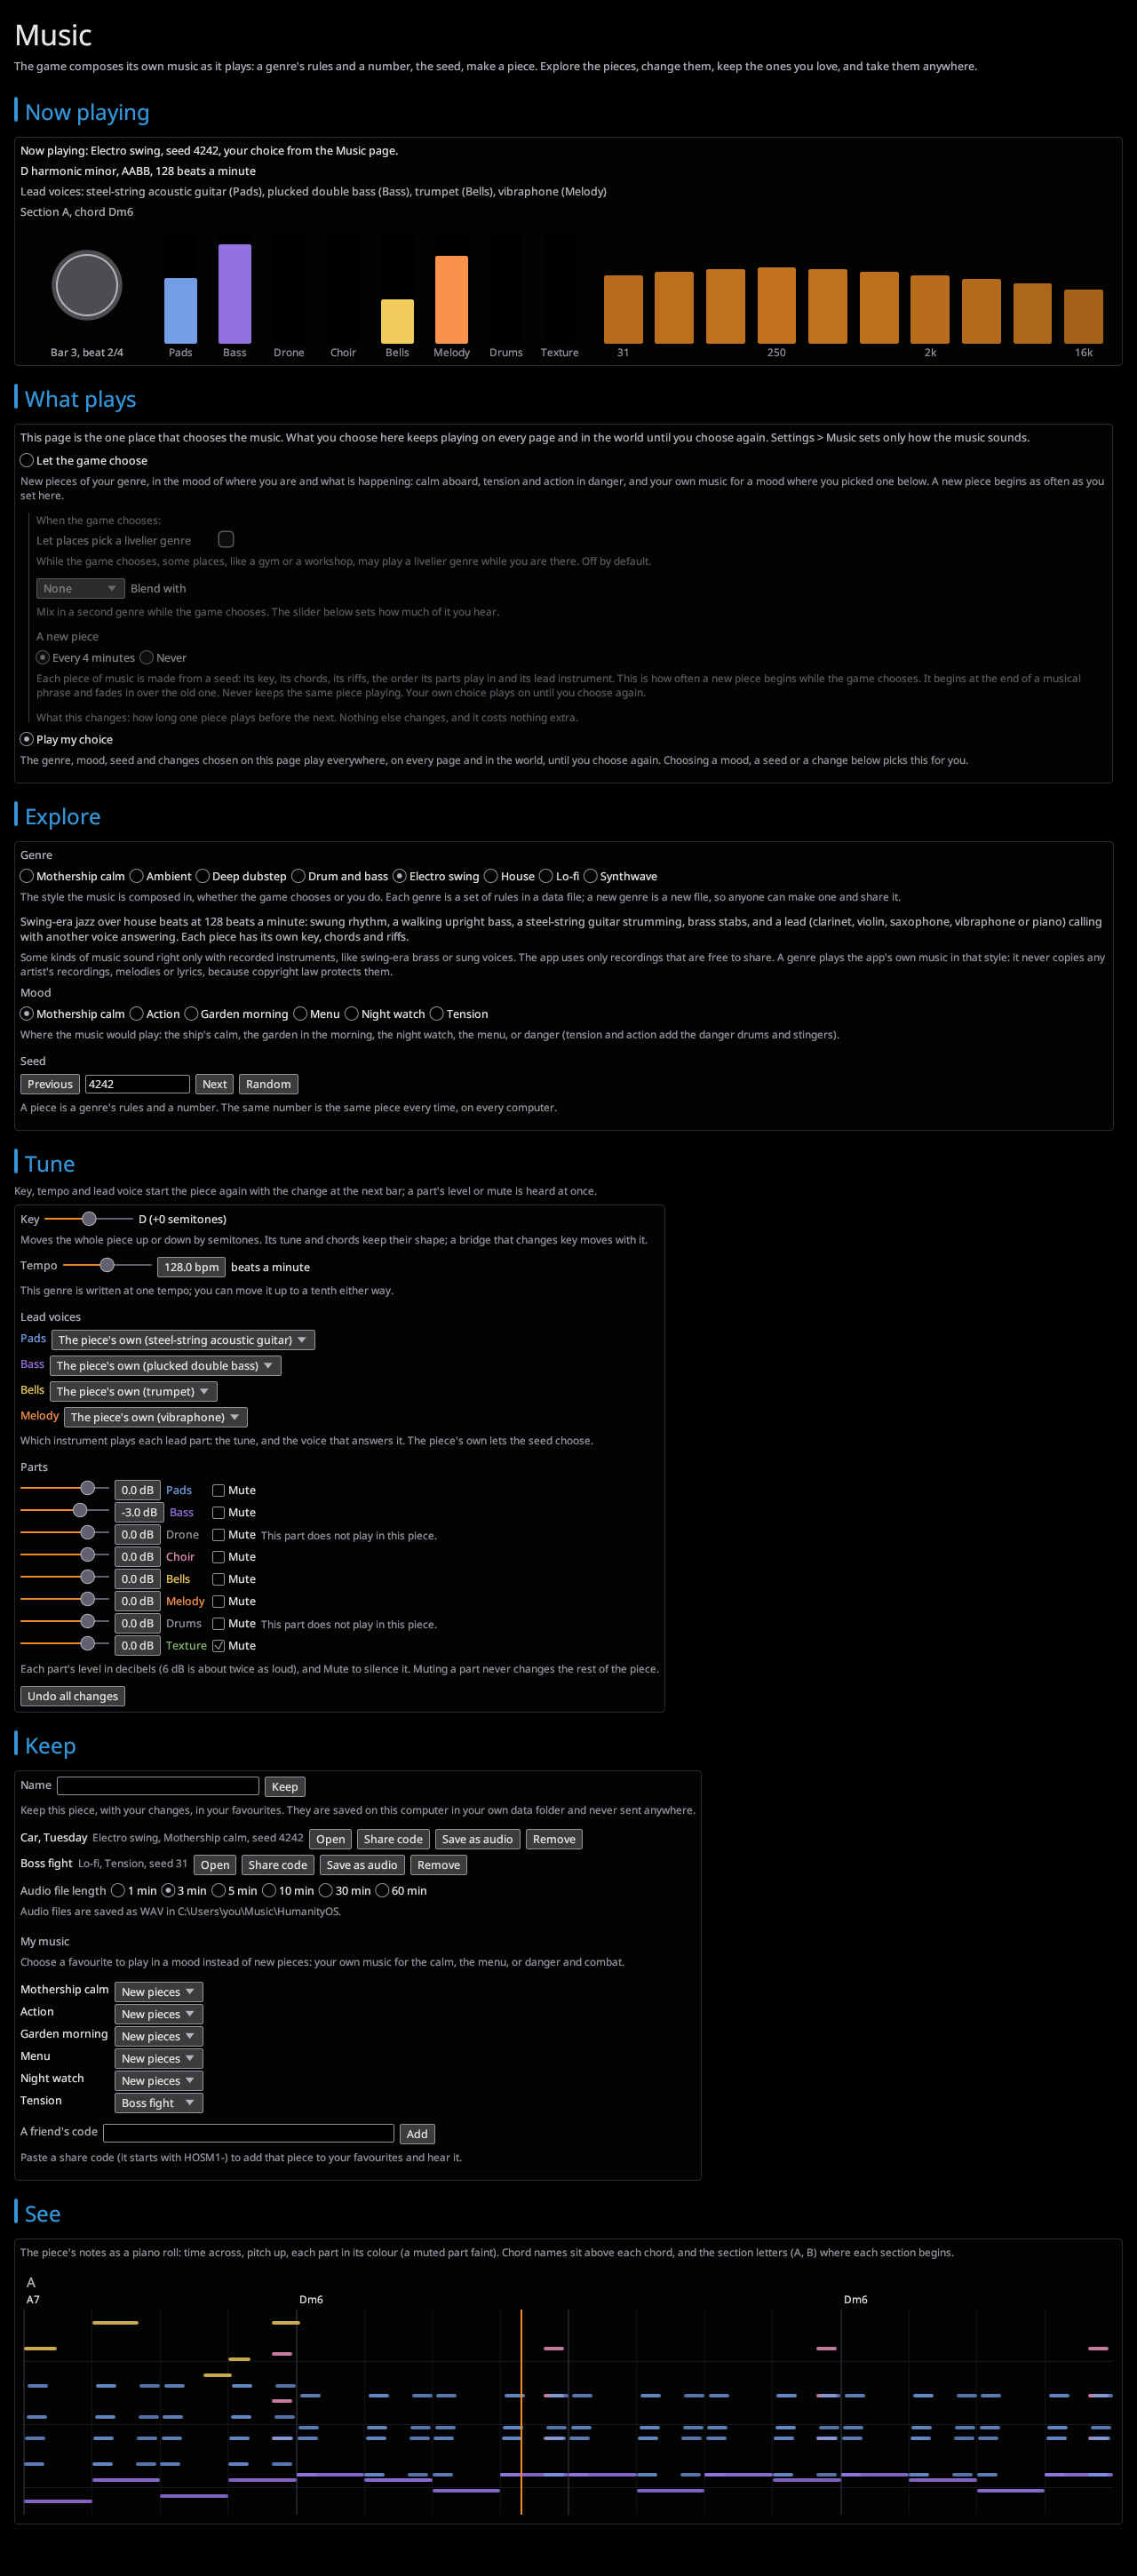 Music
The game composes its own music as it plays: a genre's rules and a number, the seed, make a piece. Explore the pieces, change them, keep the ones you love, and take them anywhere.
Now playing
Now playing: Electro swing, seed 4242, your choice from the Music page.
D harmonic minor, AABB, 128 beats a minute
Lead voices: steel-string acoustic guitar (Pads), plucked double bass (Bass), trumpet (Bells), vibraphone (Melody)
Section A, chord Dm6
Bar 3, beat 2/4 Pads Bass Drone Choir Bells Melody Drums Texture 31 250 2k 16k
What plays
This page is the one place that chooses the music. What you choose here keeps playing on every page and in the world until you choose again. Settings > Music sets only how the music sounds.
Let the game choose
New pieces of your genre, in the mood of where you are and what is happening: calm aboard, tension and action in danger, and your own music for a mood where you picked one below. A new piece begins as often as you
set here.
When the game chooses:
Let places pick a livelier genre
While the game chooses, some places, like a gym or a workshop, may play a livelier genre while you are there. Off by default.
None Blend with
Mix in a second genre while the game chooses. The slider below sets how much of it you hear.
A new piece
Every 4 minutes Never
Each piece of music is made from a seed: its key, its chords, its riffs, the order its parts play in and its lead instrument. This is how often a new piece begins while the game chooses. It begins at the end of a musical
phrase and fades in over the old one. Never keeps the same piece playing. Your own choice plays on until you choose again.
What this changes: how long one piece plays before the next. Nothing else changes, and it costs nothing extra.
Play my choice
The genre, mood, seed and changes chosen on this page play everywhere, on every page and in the world, until you choose again. Choosing a mood, a seed or a change below picks this for you.
Explore
Genre
Mothership calm Ambient Deep dubstep Drum and bass Electro swing House Lo-fi Synthwave
The style the music is composed in, whether the game chooses or you do. Each genre is a set of rules in a data file; a new genre is a new file, so anyone can make one and share it.
Swing-era jazz over house beats at 128 beats a minute: swung rhythm, a walking upright bass, a steel-string guitar strumming, brass stabs, and a lead (clarinet, violin, saxophone, vibraphone or piano) calling
with another voice answering. Each piece has its own key, chords and riffs.
Some kinds of music sound right only with recorded instruments, like swing-era brass or sung voices. The app uses only recordings that are free to share. A genre plays the app's own music in that style: it never copies any
artist's recordings, melodies or lyrics, because copyright law protects them.
Mood
Mothership calm Action Garden morning Menu Night watch Tension
Where the music would play: the ship's calm, the garden in the morning, the night watch, the menu, or danger (tension and action add the danger drums and stingers).
Seed
Previous 4242 Next Random
A piece is a genre's rules and a number. The same number is the same piece every time, on every computer.
Tune
Key, tempo and lead voice start the piece again with the change at the next bar; a part's level or mute is heard at once.
Key D (+0 semitones)
Moves the whole piece up or down by semitones. Its tune and chords keep their shape; a bridge that changes key moves with it.
Tempo 128.0 bpm beats a minute
This genre is written at one tempo; you can move it up to a tenth either way.
Lead voices
Pads The piece's own (steel-string acoustic guitar)
Bass The piece's own (plucked double bass)
Bells The piece's own (trumpet)
Melody The piece's own (vibraphone)
Which instrument plays each lead part: the tune, and the voice that answers it. The piece's own lets the seed choose.
Parts
0.0 dB Pads Mute
-3.0 dB Bass Mute
0.0 dB Drone Mute This part does not play in this piece.
0.0 dB Choir Mute
0.0 dB Bells Mute
0.0 dB Melody Mute
0.0 dB Drums Mute This part does not play in this piece.
0.0 dB Texture Mute
Each part's level in decibels (6 dB is about twice as loud), and Mute to silence it. Muting a part never changes the rest of the piece.
Undo all changes
Keep
Name Keep
Keep this piece, with your changes, in your favourites. They are saved on this computer in your own data folder and never sent anywhere.
Car, Tuesday Electro swing, Mothership calm, seed 4242 Open Share code Save as audio Remove
Boss fight Lo-fi, Tension, seed 31 Open Share code Save as audio Remove
Audio file length 1 min 3 min 5 min 10 min 30 min 60 min
Audio files are saved as WAV in C:\Users\you\Music\HumanityOS.
My music
Choose a favourite to play in a mood instead of new pieces: your own music for the calm, the menu, or danger and combat.
Mothership calm New pieces
Action New pieces
Garden morning New pieces
Menu New pieces
Night watch New pieces
Tension Boss fight
A friend's code Add
Paste a share code (it starts with HOSM1-) to add that piece to your favourites and hear it.
See
The piece's notes as a piano roll: time across, pitch up, each part in its colour (a muted part faint). Chord names sit above each chord, and the section letters (A, B) where each section begins.
A
A7 Dm6 Dm6